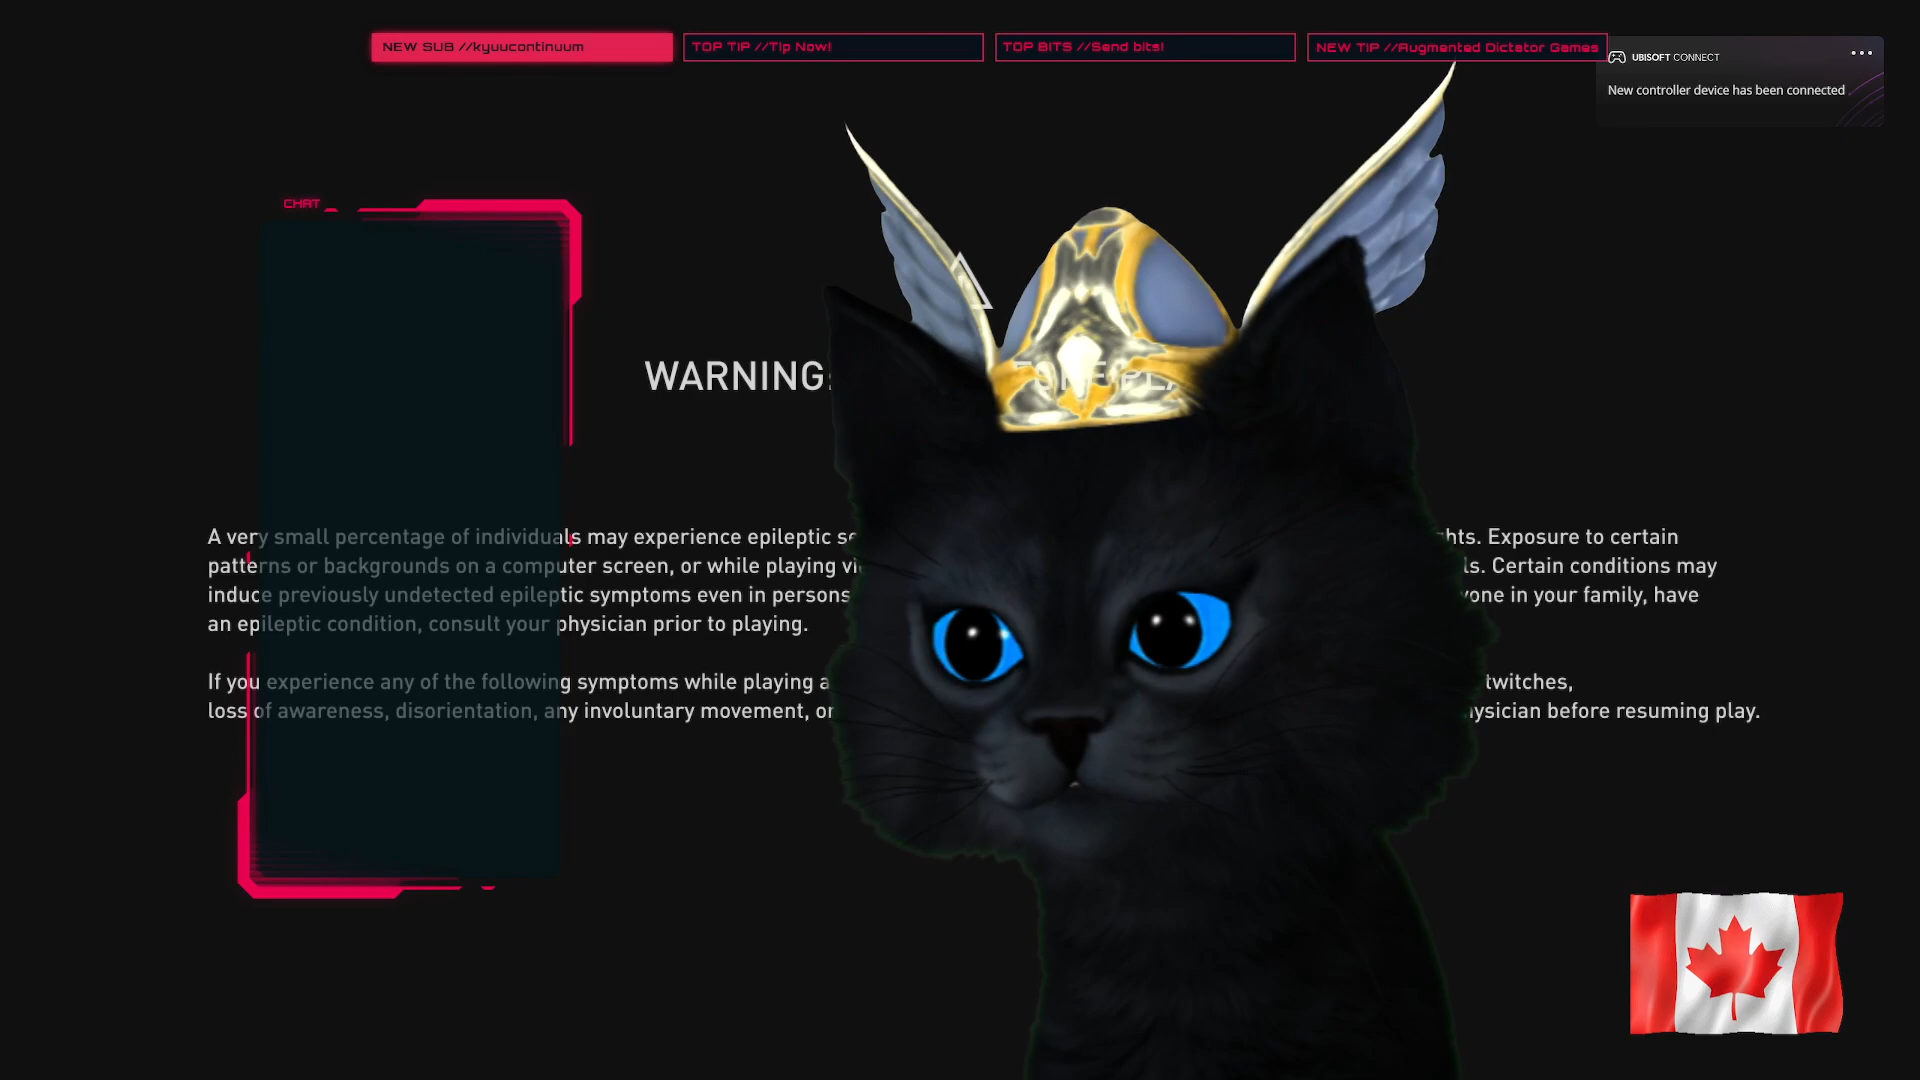 NEW SUB //kyuucontinuum
TOP TIP //Tip Now!
TOP BITS //Send bits!
NEW TIP //Augmented Dictator Games
UBISOFT CONNECT
New controller device has been connected
CHAT
WARNING:
A very small percentage of individuals may experience epileptic Exposure to certain
patterns or backgrounds on a computer screen, or while playing Certain conditions may
induce previously undetected epileptic symptoms even in persons in your family, have
an epileptic condition, consult your physician prior to playing.
If you experience any of the following symptoms while playing twitches,
loss of awareness, disorientation, any involuntary movement, or before resuming play.